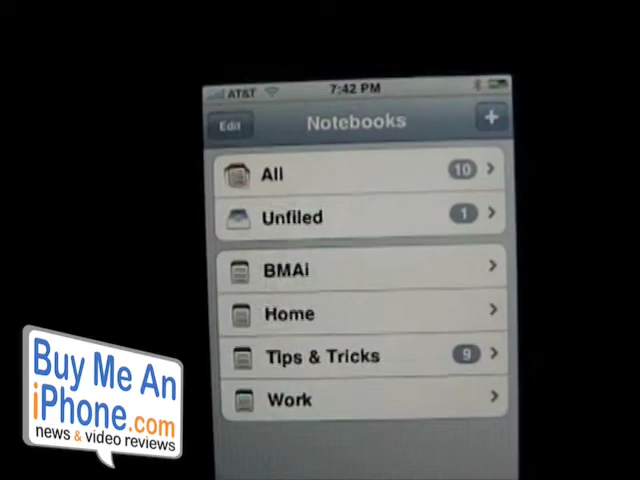 AT&T 7:42 PM
Edit Notebooks +
All 10
Unfiled 1
BMAi
Home
Tips & Tricks 9
Work
Buy Me An
iPhone.com
news & video reviews